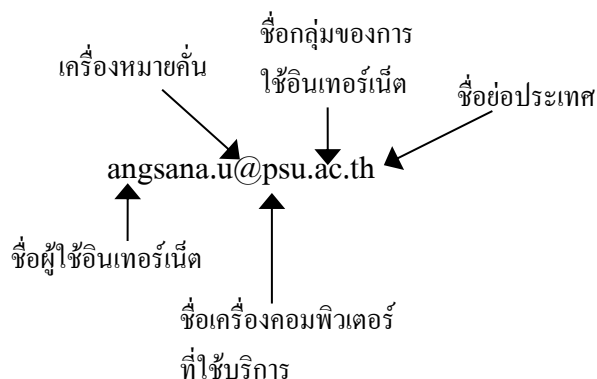 ชื่อกลุ่มของการ
ใช้อินเทอร์เน็ต
เครื่องหมายคั่น
ชื่อย่อประเทศ
angsana.u@psu.ac.th
ชื่อผู้ใช้อินเทอร์เน็ต
ชื่อเครื่องคอมพิวเตอร์
ที่ใช้บริการ